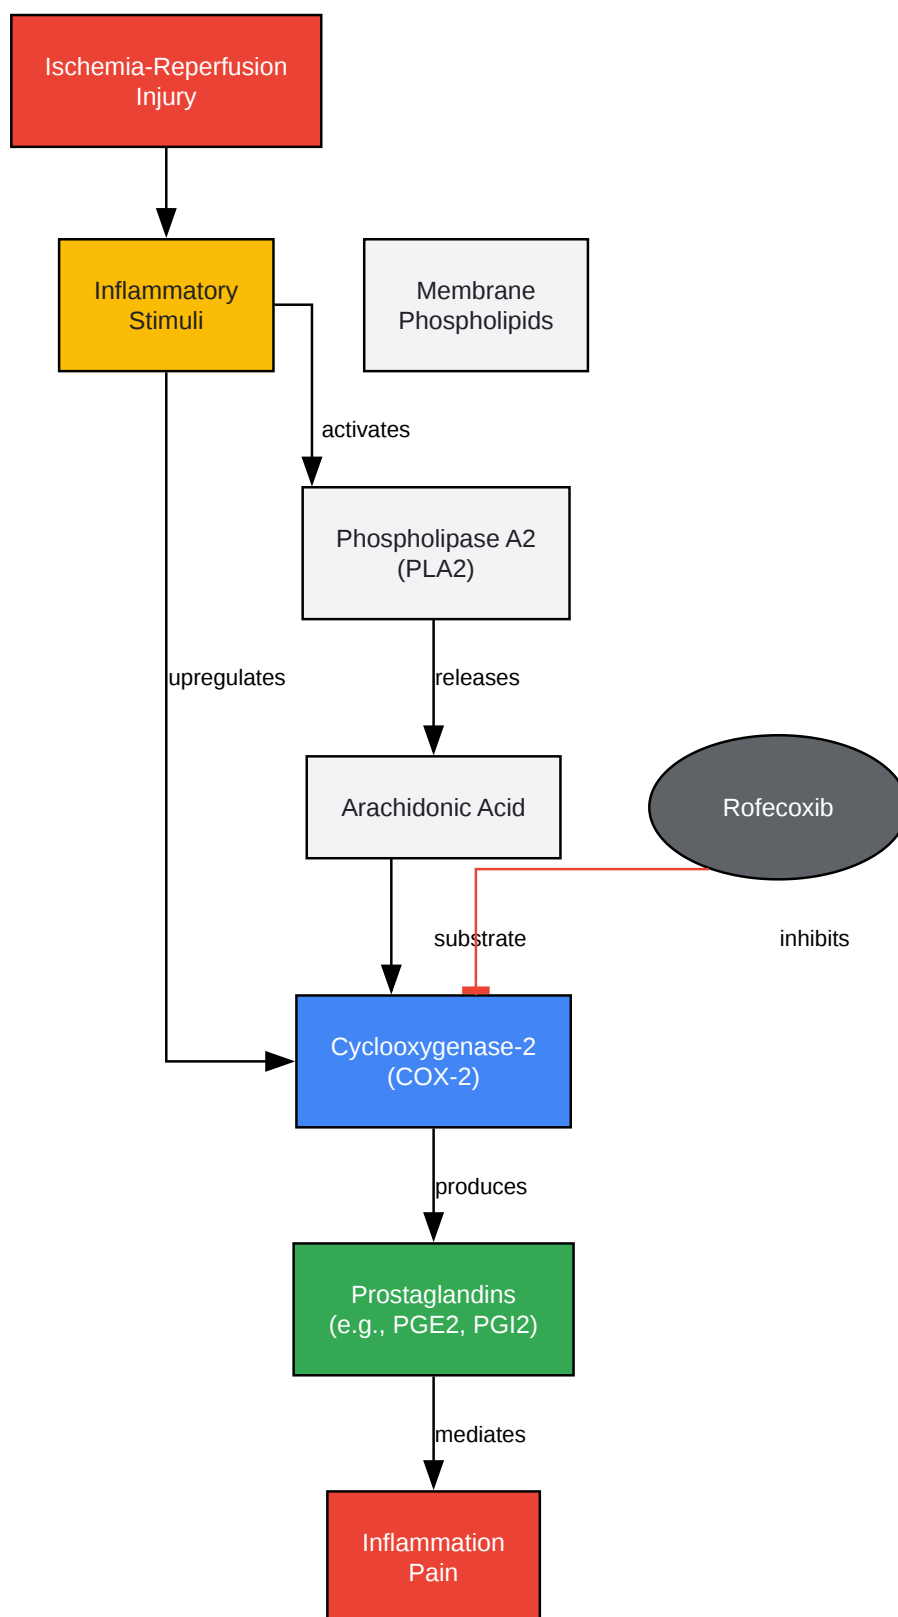 Ischemia-Reperfusion
Injury
Inflammatory
Stimuli
Membrane
Phospholipids
activates
Phospholipase A2
(PLA2)
upregulates
releases
Arachidonic Acid
Rofecoxib
substrate
inhibits
Cyclooxygenase-2
(COX-2)
produces
Prostaglandins
(e.g., PGE2, PGI2)
mediates
Inflammation
Pain